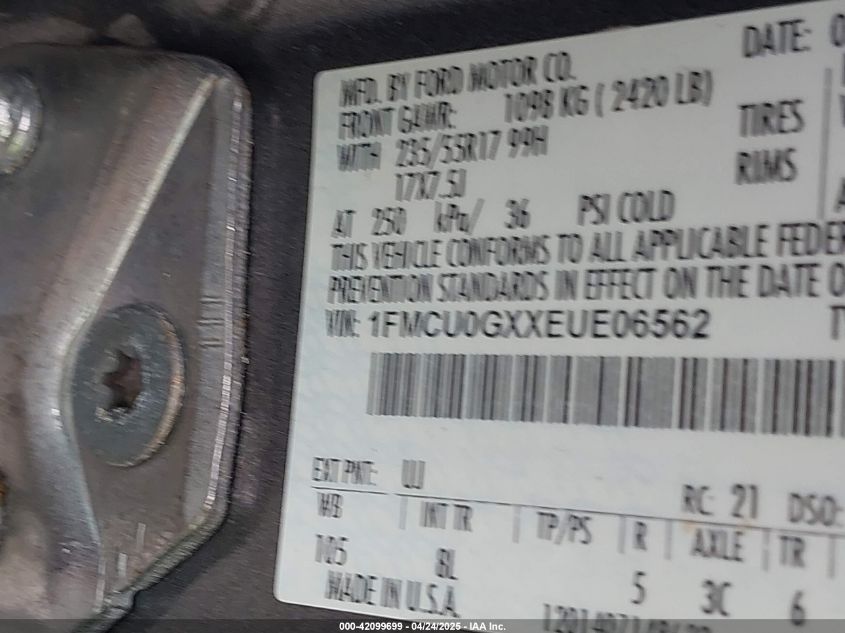 DATE: 0
MFD. BY FORD MOTOR CO.
FRONT GAWR: 1098 KG ( 2420 LB)
WITH 235/55R17 99H TIRES
17X7.5J RIMS
AT 250 kPa/ 36 PSI COLD
THIS VEHICLE CONFORMS TO ALL APPLICABLE FEDER
PREVENTION STANDARDS IN EFFECT ON THE DATE O
VIN: 1FMCU0GXXEUE06562 T
EXT PNT: UJ RC: 21 DSO:
WB INT TR TP/PS R AXLE TR
105 8L 5 3C 6
MADE IN U.S.A.
000-42099699 - 04/24/2025 - IAA Inc.